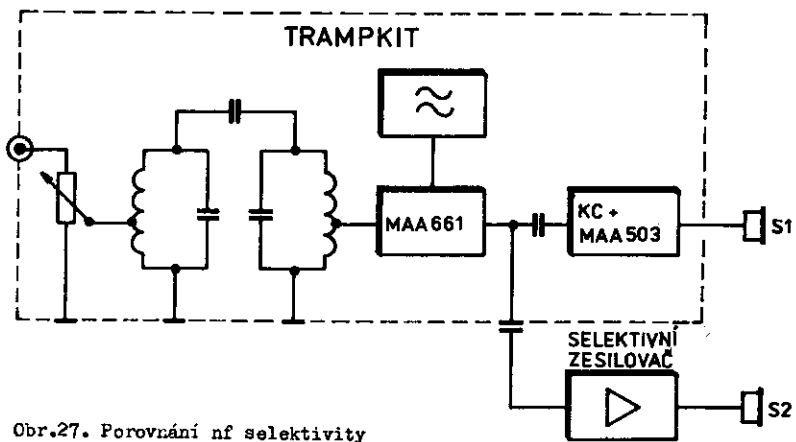 TRAMPKIT
MAA661
KC +
MAA503
S1
SELEKTIVNÍ
ZESILOVAČ
S2
Obr.27. Porovnání nf selektivity